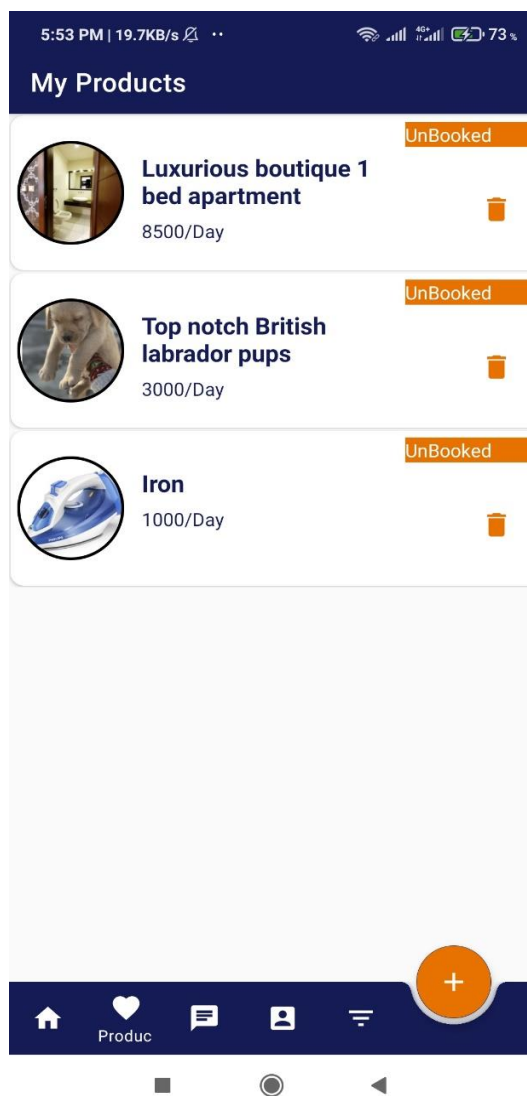 5:53 PM | 19.7KB/s
4G+
73 %
My Products
UnBooked
Luxurious boutique 1
bed apartment
8500/Day
UnBooked
Top notch British
labrador pups
3000/Day
UnBooked
Iron
1000/Day
+
Produc